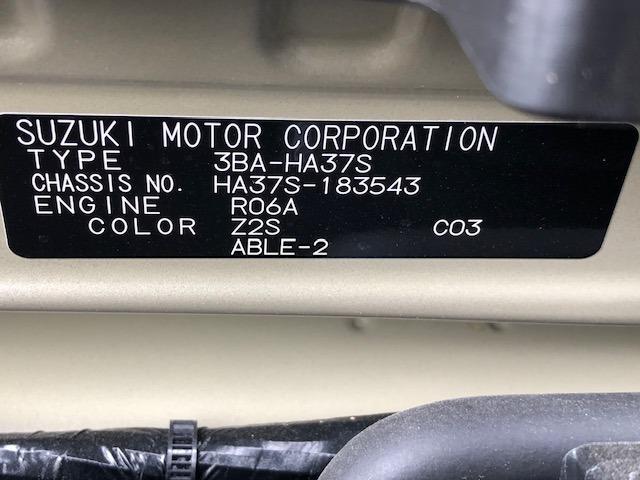 SUZUKI MOTOR CORPORATION
TYPE 3BA-HA37S
CHASSIS NO. HA37S-183543
ENGINE R06A
COLOR Z2S C03
ABLE-2